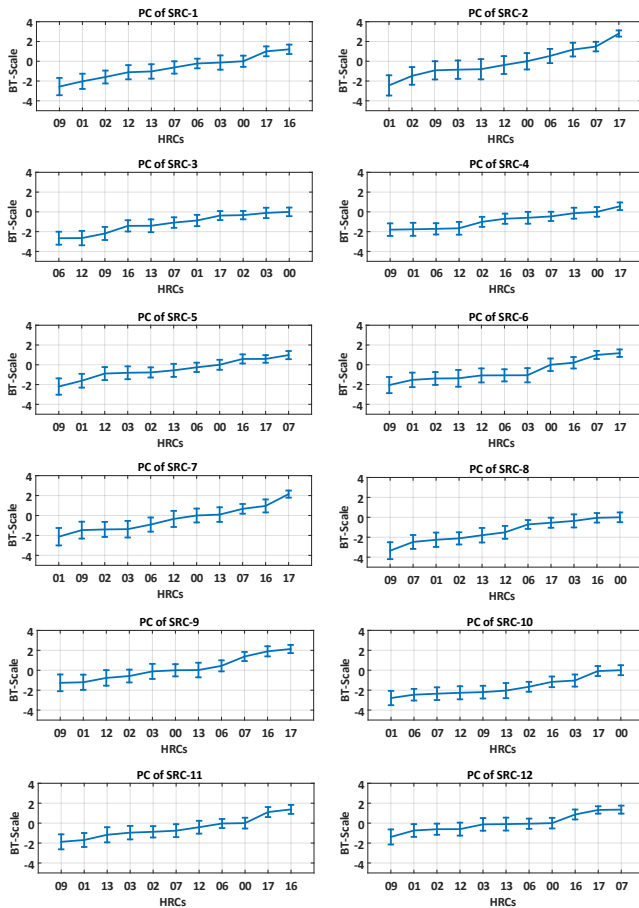 PC of SRC-1
4
2
0
-2
-4
BT-Scale
09 01 02 12 13 07 06 03 00 17 16
HRCs
PC of SRC-2
4
2
0
-2
-4
BT-Scale
01 02 09 03 13 12 00 06 16 07 17
HRCs
PC of SRC-3
4
2
0
-2
-4
BT-Scale
06 12 09 16 13 07 01 17 02 03 00
HRCs
PC of SRC-4
4
2
0
-2
-4
BT-Scale
09 01 06 12 02 16 03 07 13 00 17
HRCs
PC of SRC-5
4
2
0
-2
-4
BT-Scale
09 01 12 03 02 13 06 00 16 17 07
HRCs
PC of SRC-6
4
2
0
-2
-4
BT-Scale
09 01 02 13 12 06 03 00 16 07 17
HRCs
PC of SRC-7
4
2
0
-2
-4
BT-Scale
01 09 02 03 06 12 00 13 07 16 17
HRCs
PC of SRC-8
4
2
0
-2
-4
BT-Scale
09 07 01 02 13 12 06 17 03 16 00
HRCs
PC of SRC-9
4
2
0
-2
-4
BT-Scale
09 01 12 02 03 00 13 06 07 16 17
HRCs
PC of SRC-10
4
2
0
-2
-4
BT-Scale
01 06 07 12 09 13 02 16 03 17 00
HRCs
PC of SRC-11
4
2
0
-2
-4
BT-Scale
09 01 13 03 02 07 12 06 00 17 16
HRCs
PC of SRC-12
4
2
0
-2
-4
BT-Scale
09 01 02 12 03 13 06 00 16 17 07
HRCs